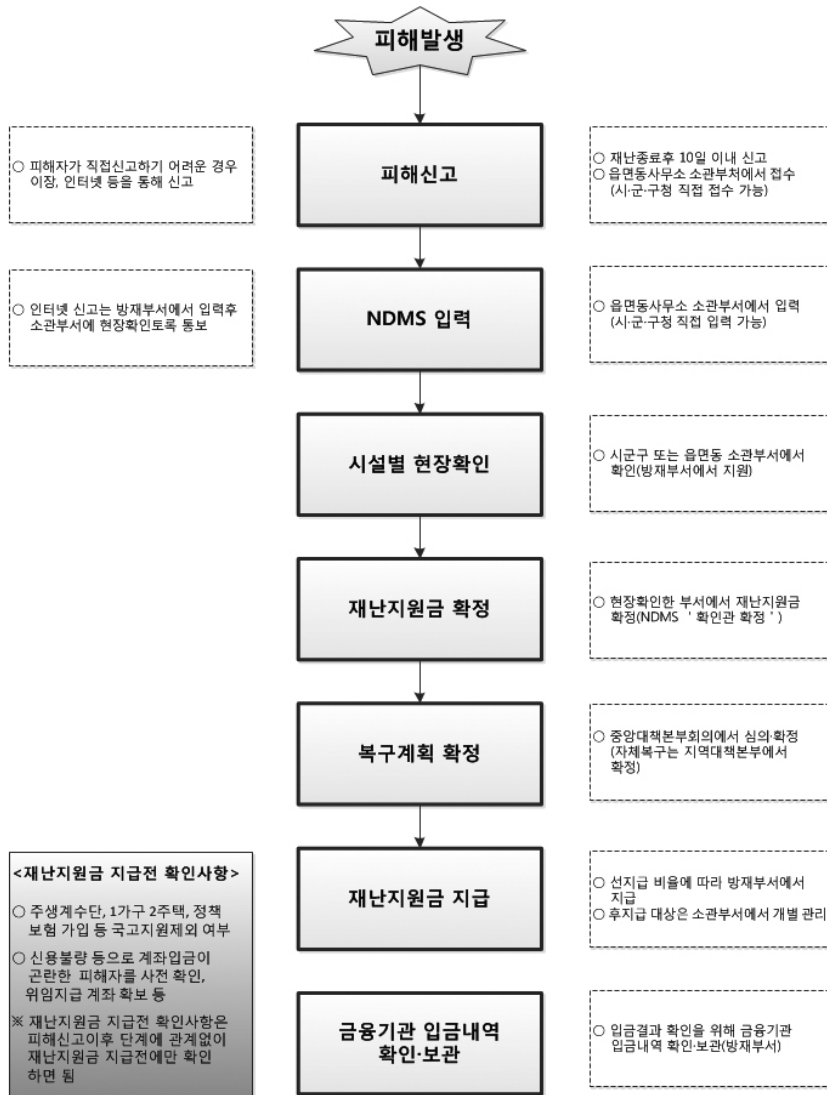 피해발생
○ 피해자가 직접신고하기 어려운 경우
이장, 인터넷 등을 통해 신고
피해신고
○ 재난종료후 10일 이내 신고
○ 읍면동사무소 소관부처에서 접수
(시·군·구청 직접 접수 가능)
○ 인터넷 신고는 방재부서에서 입력후
소관부서에 현장확인토록 통보
NDMS 입력
○ 읍면동사무소 소관부서에서 입력
(시·군·구청 직접 입력 가능)
시설별 현장확인
○ 시군구 또는 읍면동 소관부서에서
확인(방재부서에서 지원)
재난지원금 확정
○ 현장확인한 부서에서 재난지원금
확정(NDMS ' 확인관 확정 ' )
복구계획 확정
○ 중앙대책본부회의에서 심의·확정
(자체복구는 지역대책본부에서
확정)
<재난지원금 지급전 확인사항>
○ 주생계수단, 1가구 2주택, 정책
보험 가입 등 국고지원제외 여부
○ 신용불량 등으로 계좌입금이
곤란한 피해자를 사전 확인,
위임지급 계좌 확보 등
※ 재난지원금 지급전 확인사항은
피해신고이후 단계에 관계없이
재난지원금 지급전에만 확인
하면 됨
재난지원금 지급
○ 선지급 비율에 따라 방재부서에서
지급
○ 후지급 대상은 소관부서에서 개별 관리
금융기관 입금내역
확인·보관
○ 입금결과 확인을 위해 금융기관
입금내역 확인·보관(방재부서)